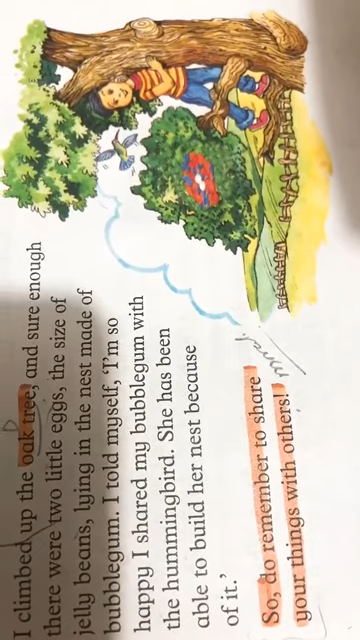 I climbed up the oak tree, and sure enough
there were two little eggs, the size of
jelly beans, lying in the nest made of
bubblegum. I told myself, ‘I’m so
happy I shared my bubblegum with
the hummingbird. She has been
able to build her nest because
of it.’
So, do remember to share
your things with others!